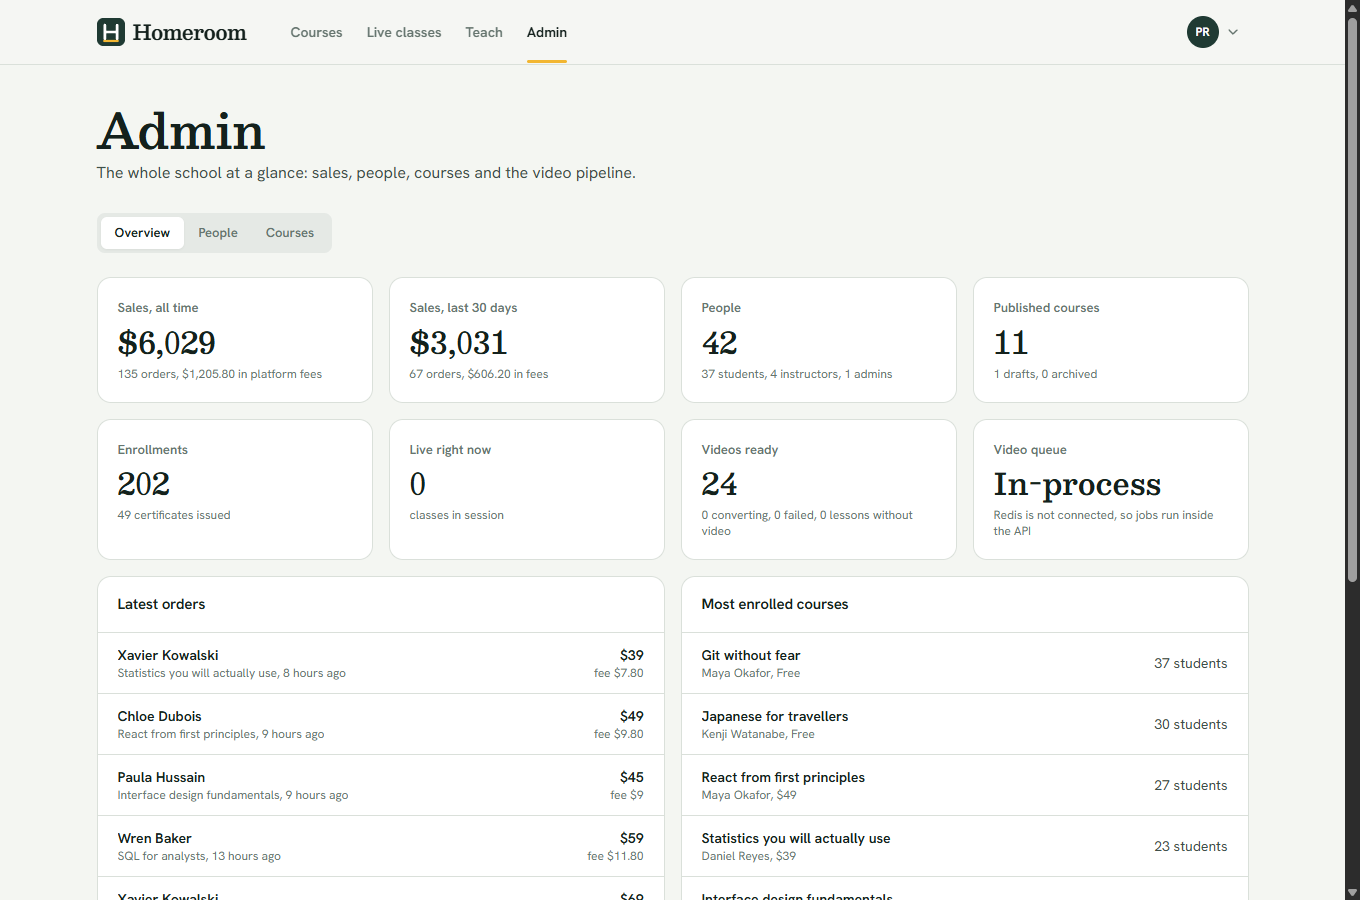 Homeroom
Courses
Live classes
Teach
Admin
PR
Admin
The whole school at a glance: sales, people, courses and the video pipeline.
Overview
People
Courses
Sales, all time
$6,029
135 orders, $1,205.80 in platform fees
Sales, last 30 days
$3,031
67 orders, $606.20 in fees
People
42
37 students, 4 instructors, 1 admins
Published courses
11
1 drafts, 0 archived
Enrollments
202
49 certificates issued
Live right now
0
classes in session
Videos ready
24
0 converting, 0 failed, 0 lessons without
video
Video queue
In-process
Redis is not connected, so jobs run inside
the API
Latest orders
Xavier Kowalski
$39
Statistics you will actually use, 8 hours ago
fee $7.80
Chloe Dubois
$49
React from first principles, 9 hours ago
fee $9.80
Paula Hussain
$45
Interface design fundamentals, 9 hours ago
fee $9
Wren Baker
$59
SQL for analysts, 13 hours ago
fee $11.80
Xavier Kowalski
$69
Most enrolled courses
Git without fear
Maya Okafor, Free
37 students
Japanese for travellers
Kenji Watanabe, Free
30 students
React from first principles
Maya Okafor, $49
27 students
Statistics you will actually use
Daniel Reyes, $39
23 students
Interface design fundamentals